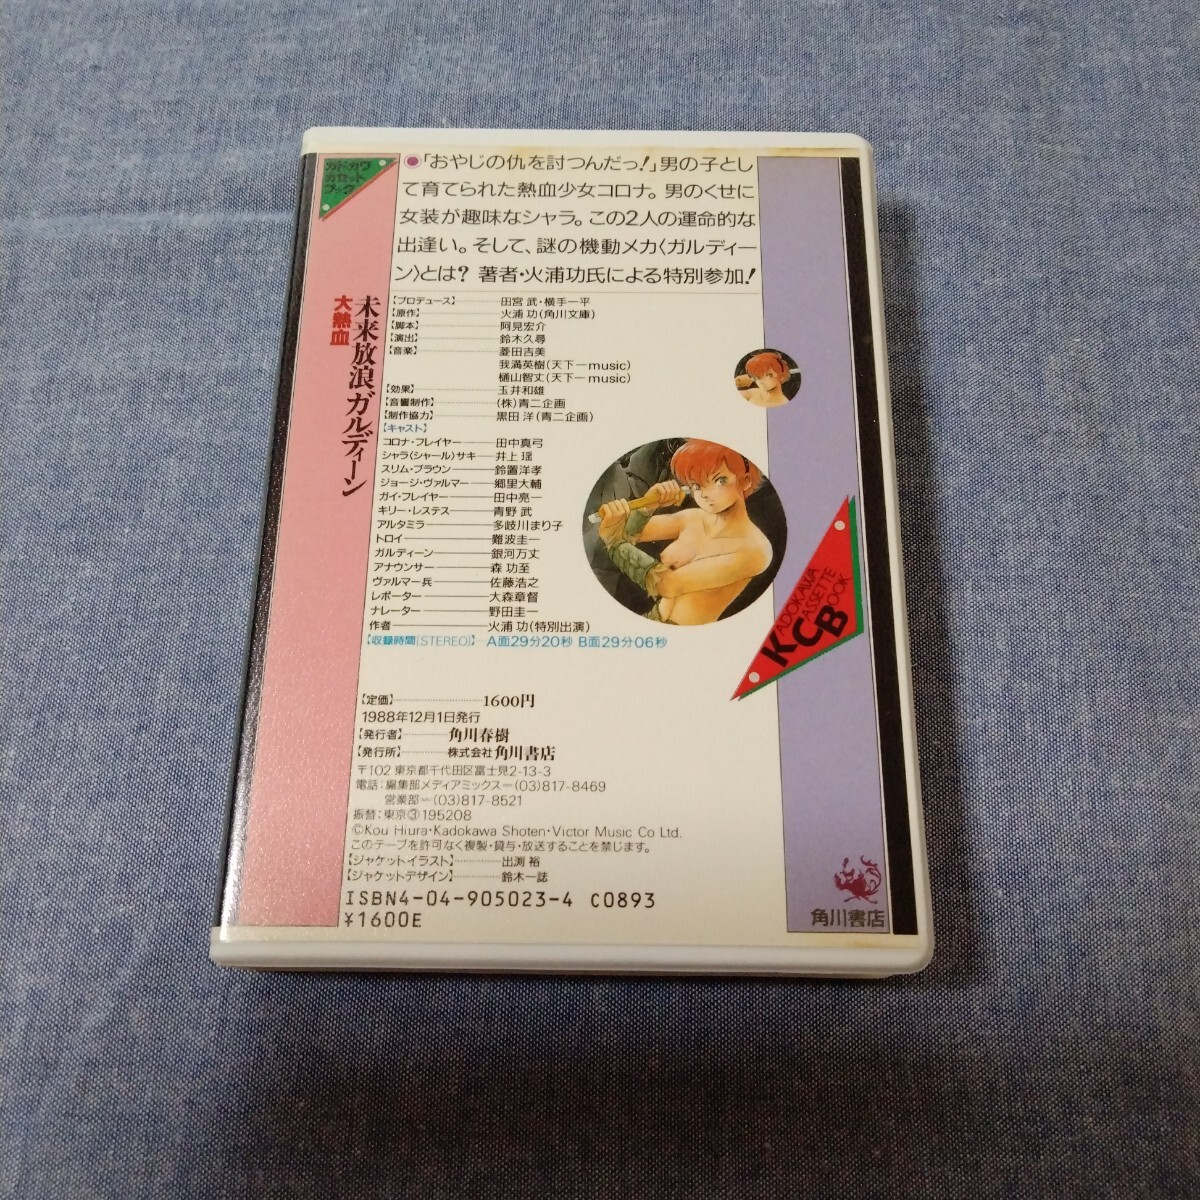 カドカワ
カセット
ブック
●「おやじの仇を討つんだっ!」男の子とし
て育てられた熱血少女コロナ。男のくせに
女装が趣味なシャラ。この2人の運命的な
出逢い。そして、謎の機動メカ〈ガルディー
ン〉とは? 著者・火浦功氏による特別参加!
未来放浪ガルディーン
大熱血
【プロデュース】田宮 武・横手一平
【原作】火浦 功(角川文庫)
【脚本】阿見宏介
【演出】鈴木久尋
【音楽】菱田吉美
我満英樹(天下一music)
樋山智丈(天下一music)
【効果】玉井和雄
【音響制作】(株)青二企画
【制作協力】黒田 洋(青二企画)
【キャスト】
コロナ・フレイヤー 田中真弓
シャラ(シャール)サキ 井上 瑶
スリム・ブラウン 鈴置洋孝
ジョージ・ヴァルマー 郷里大輔
ガイ・フレイヤー 田中亮一
キリー・レステス 青野 武
アルタミラ 多岐川まり子
トロイ 難波圭一
ガルディーン 銀河万丈
アナウンサー 森 功至
ヴァルマー兵 佐藤浩之
レポーター 大森章督
ナレーター 野田圭一
作者 火浦 功(特別出演)
【収録時間[STEREO]】A面29分20秒 B面29分06秒
KADOKAWA
CASSETTE
BOOK
【定価】1600円
1988年12月1日発行
【発行者】角川春樹
【発行所】株式会社角川書店
〒102 東京都千代田区富士見2-13-3
電話:編集部メディアミックス―(03)817-8469
営業部―(03)817-8521
振替:東京③195208
©Kou Hiura・Kadokawa Shoten・Victor Music Co Ltd.
このテープを許可なく複製・貸与・放送することを禁じます。
【ジャケットイラスト】出渕 裕
【ジャケットデザイン】鈴木一誌
ISBN4-04-905023-4 C0893
¥1600E
角川書店